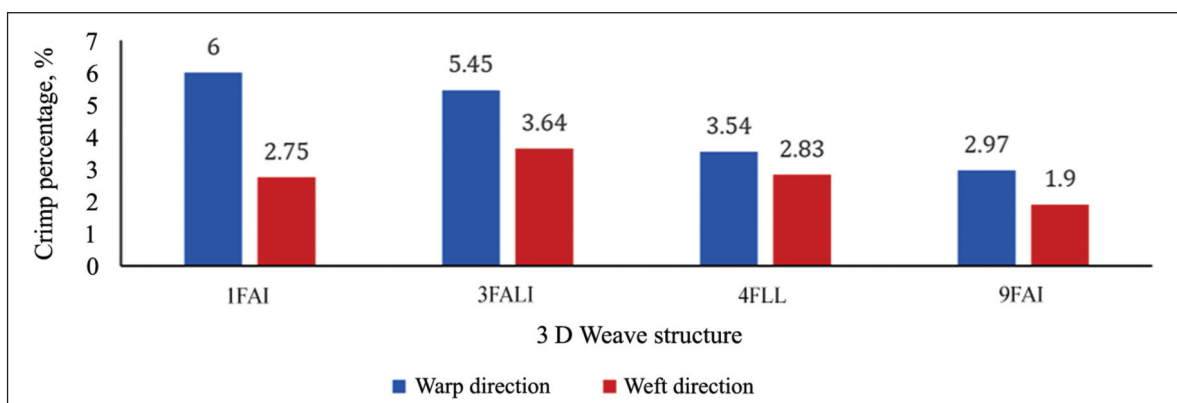 Crimp percentage, %
7
6
5
4
3
2
1
0
6
2.75
5.45
3.64
3.54
2.83
2.97
1.9
1FAI
3FALI
4FLL
9FAI
3 D Weave structure
Warp direction
Weft direction